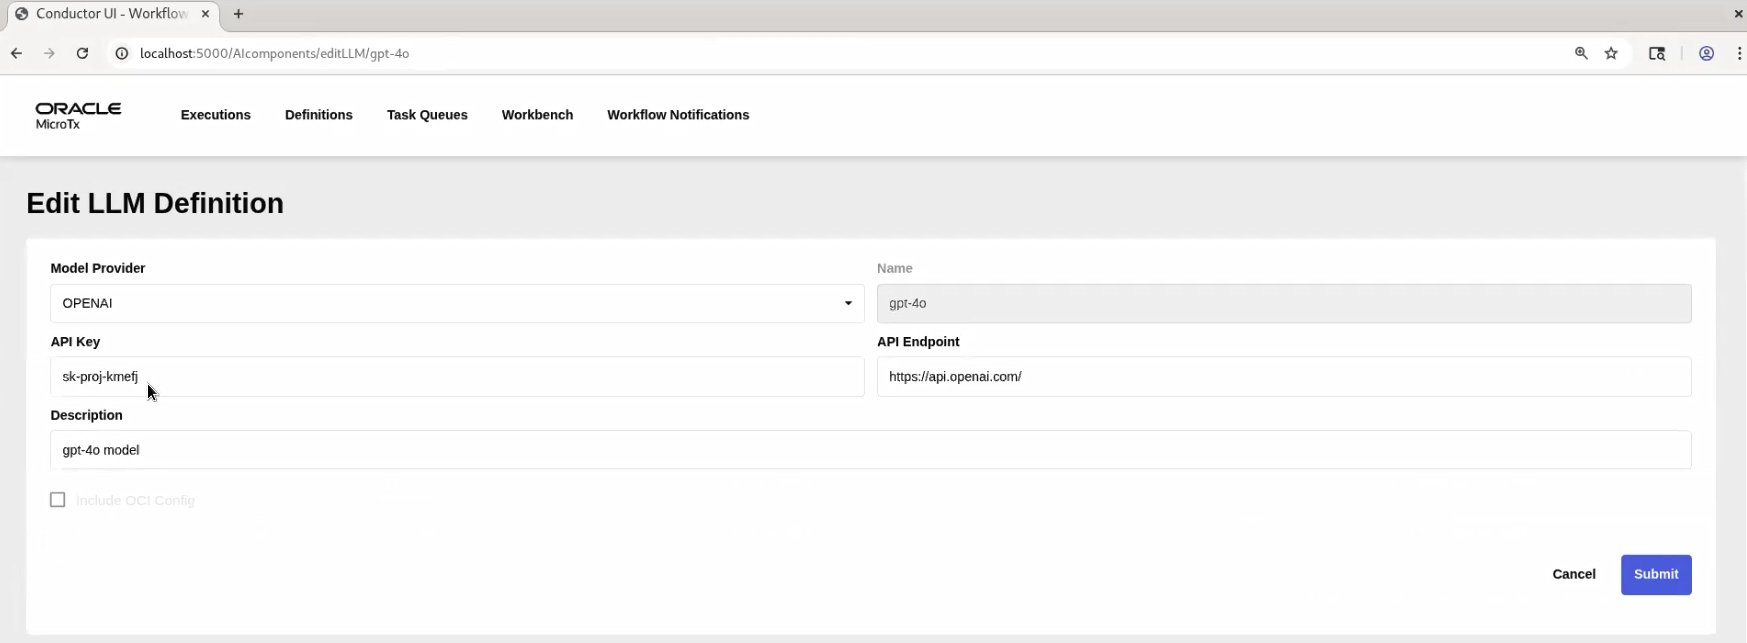 Conductor UI - Workflow
localhost:5000/AIcomponents/editLLM/gpt-4o
ORACLE
MicroTx
Executions
Definitions
Task Queues
Workbench
Workflow Notifications
Edit LLM Definition
Model Provider
Name
OPENAI
gpt-4o
API Key
API Endpoint
sk-proj-kmefj
https://api.openai.com/
Description
gpt-4o model
Include OCI Config
Cancel
Submit